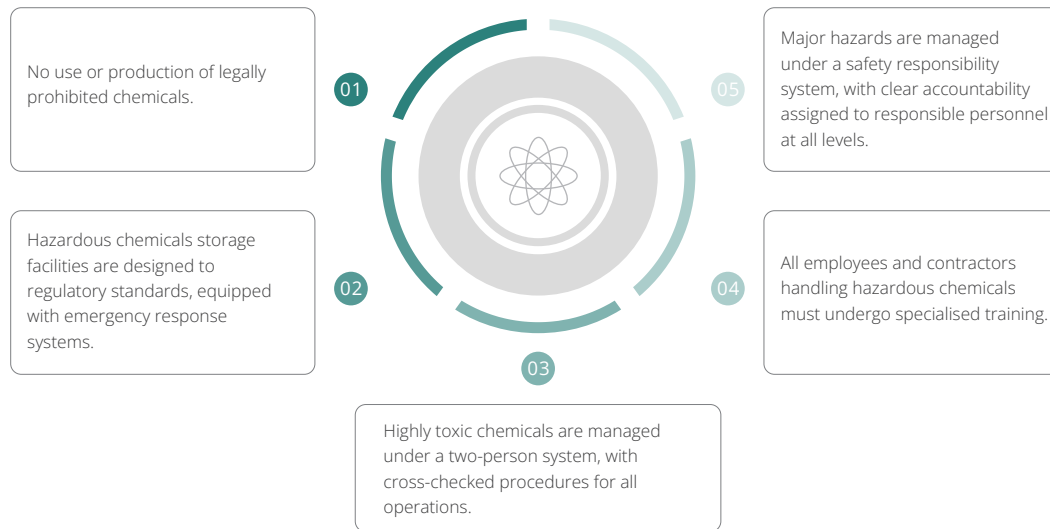 01
No use or production of legally
prohibited chemicals.
02
Hazardous chemicals storage
facilities are designed to
regulatory standards, equipped
with emergency response
systems.
03
Highly toxic chemicals are managed
under a two-person system, with
cross-checked procedures for all
operations.
04
All employees and contractors
handling hazardous chemicals
must undergo specialised training.
05
Major hazards are managed
under a safety responsibility
system, with clear accountability
assigned to responsible personnel
at all levels.